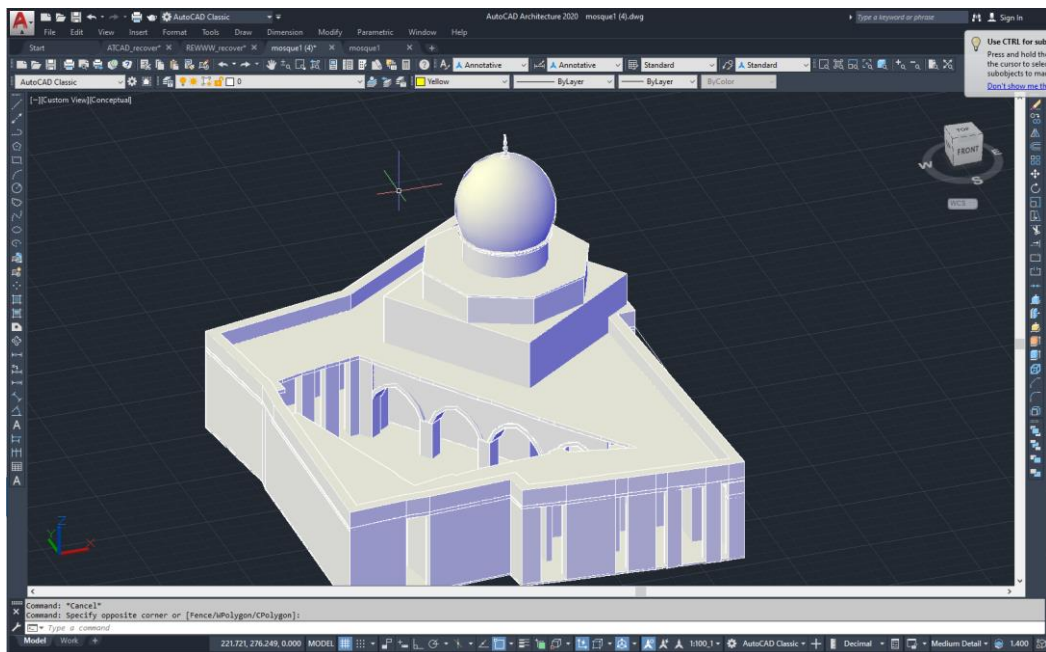 AutoCAD Classic
AutoCAD Architecture 2020 mosque1 (4).dwg
Type a keyword or phrase
Sign In
File Edit View Insert Format Tools Draw Dimension Modify Parametric Window Help
Start ATCAD_recover* REWWW_recover* mosque1 (4)* mosque1
Annotative Annotative Standard Standard
AutoCAD Classic 0 Yellow ByLayer ByLayer ByColor
Use CTRL for sub
Press and hold the
the cursor to sele
subobjects to ma
Don't show me th
[-][Custom View][Conceptual]
TOP
FRONT
W
S
E
WCS
Z
Y
X
Command: *Cancel*
Command: Specify opposite corner or [Fence/WPolygon/CPolygon]:
Type a command
Model Work + 221.721, 276.249, 0.000 MODEL 1:100_1 AutoCAD Classic Decimal Medium Detail 1.400